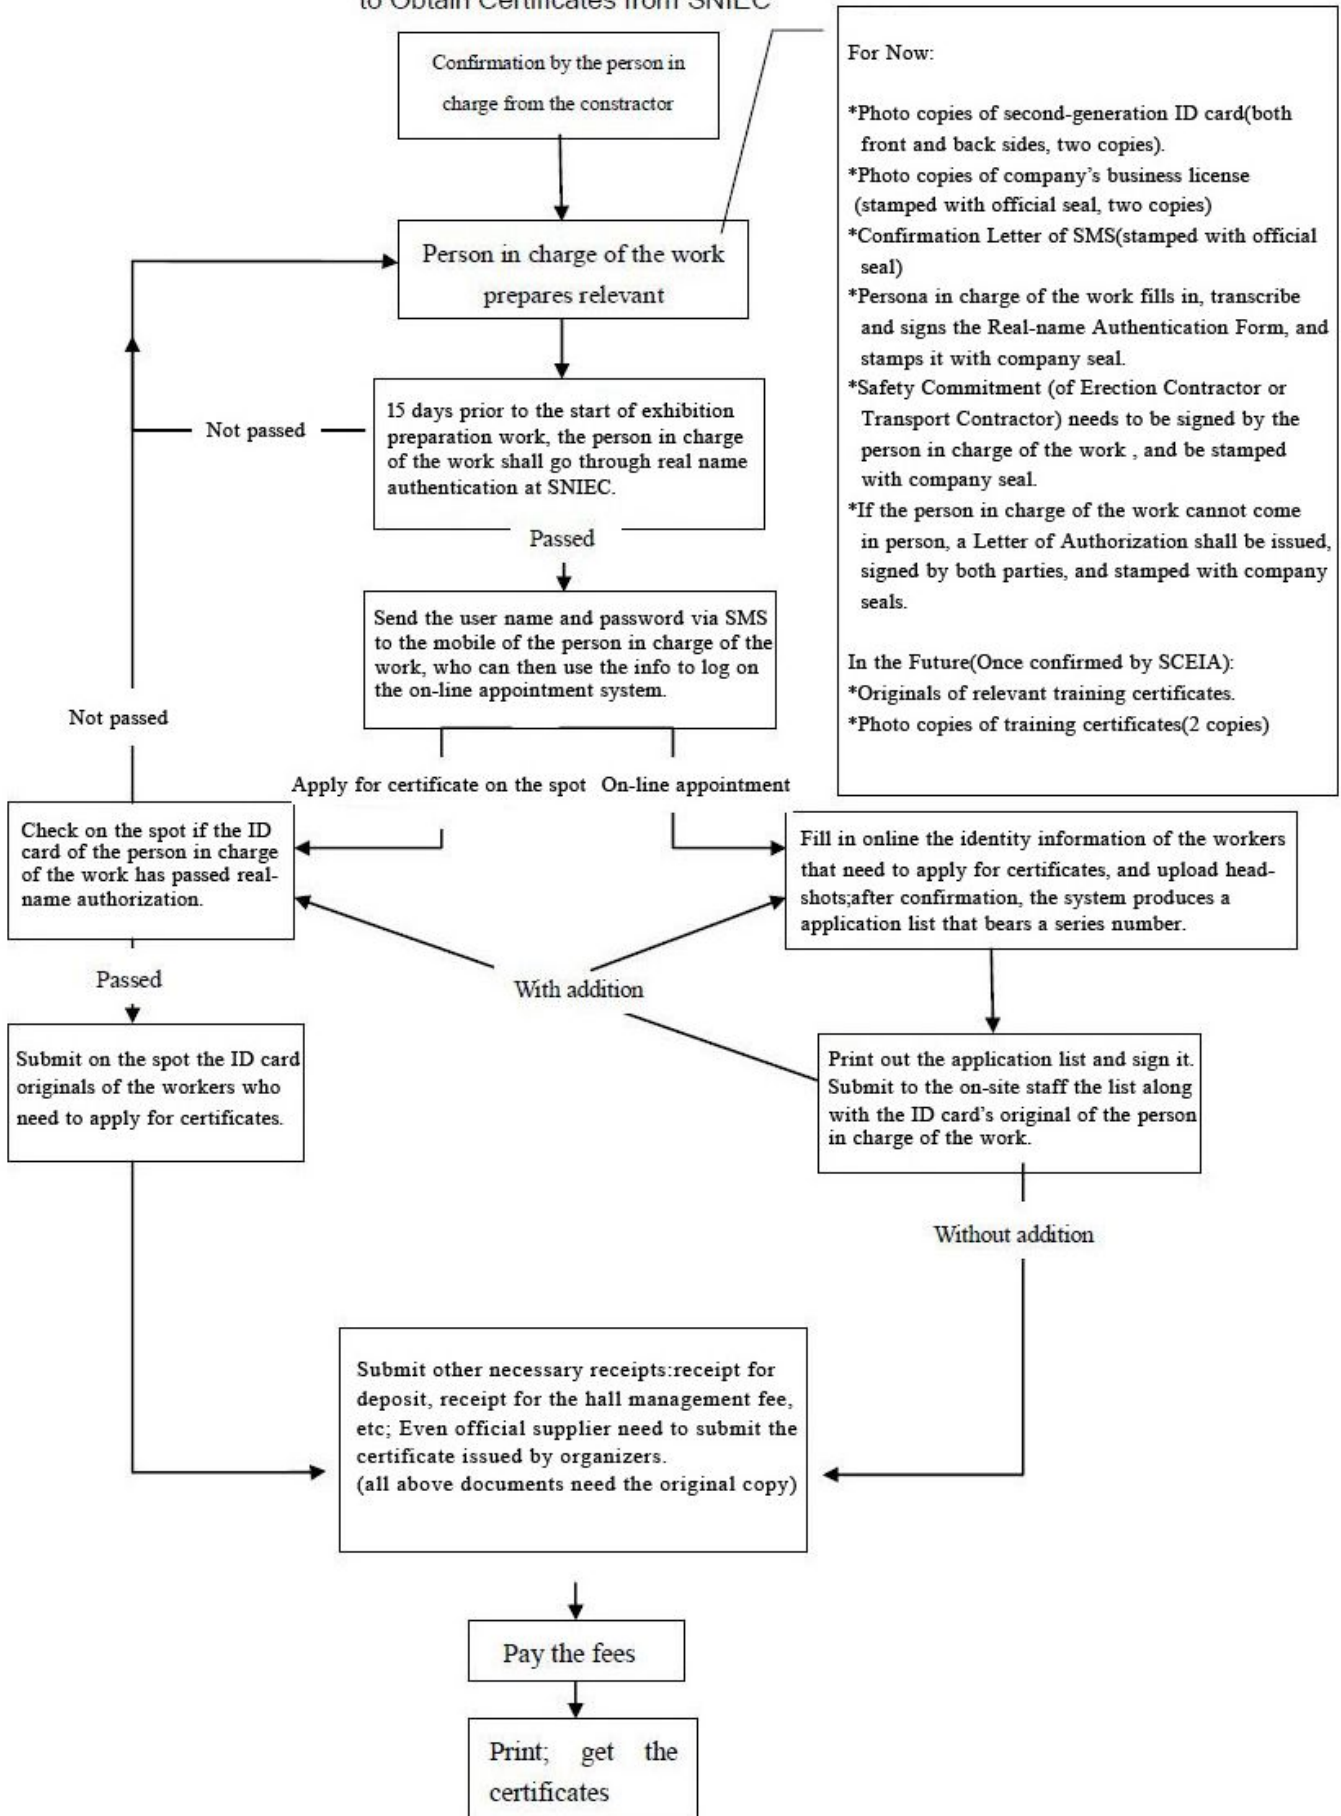 to Obtain Certificates from SNIEC
Confirmation by the person in
charge from the constractor
For Now:
*Photo copies of second-generation ID card(both
front and back sides, two copies).
*Photo copies of company's business license
(stamped with official seal, two copies)
*Confirmation Letter of SMS(stamped with official
seal)
*Persona in charge of the work fills in, transcribe
and signs the Real-name Authentication Form, and
stamps it with company seal.
*Safety Commitment (of Erection Contractor or
Transport Contractor) needs to be signed by the
person in charge of the work , and be stamped
with company seal.
*If the person in charge of the work cannot come
in person, a Letter of Authorization shall be issued,
signed by both parties, and stamped with company
seals.
In the Future(Once confirmed by SCEIA):
*Originals of relevant training certificates.
*Photo copies of training certificates(2 copies)
Person in charge of the work
prepares relevant
15 days prior to the start of exhibition
preparation work, the person in charge
of the work shall go through real name
authentication at SNIEC.
Not passed
Passed
Send the user name and password via SMS
to the mobile of the person in charge of the
work, who can then use the info to log on
the on-line appointment system.
Not passed
Apply for certificate on the spot
On-line appointment
Check on the spot if the ID
card of the person in charge
of the work has passed real-
name authorization.
Fill in online the identity information of the workers
that need to apply for certificates, and upload head-
shots;after confirmation, the system produces a
application list that bears a series number.
Passed
With addition
Submit on the spot the ID card
originals of the workers who
need to apply for certificates.
Print out the application list and sign it.
Submit to the on-site staff the list along
with the ID card's original of the person
in charge of the work.
Without addition
Submit other necessary receipts:receipt for
deposit, receipt for the hall management fee,
etc; Even official supplier need to submit the
certificate issued by organizers.
(all above documents need the original copy)
Pay the fees
Print; get the
certificates